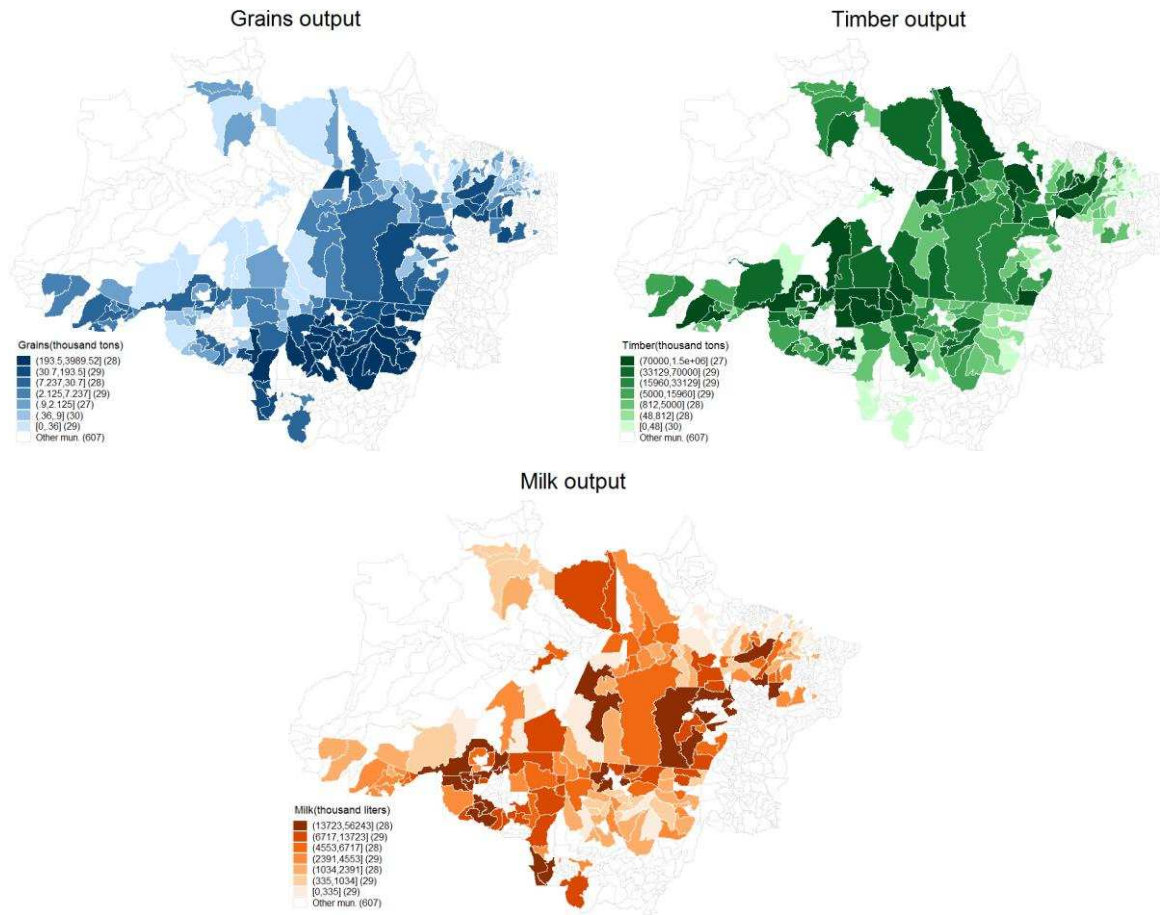 Grains output
Grains(thousand tons)
(193.5,3989.52] (28)
(30.7,193.5] (29)
(7.237,30.7] (28)
(2.125,7.237] (29)
(.9,2.125] (27)
(.36,.9] (30)
[0,.36] (29)
Other mun. (607)
Timber output
Timber(thousand tons)
(70000,1.5e+06] (27)
(33129,70000] (29)
(15960,33129] (29)
(5000,15960] (29)
(812,5000] (28)
(48,812] (28)
[0,48] (30)
Other mun. (607)
Milk output
Milk(thousand liters)
(13723,56243] (28)
(6717,13723] (29)
(4553,6717] (28)
(2391,4553] (29)
(1034,2391] (28)
(335,1034] (29)
[0,335] (29)
Other mun. (607)